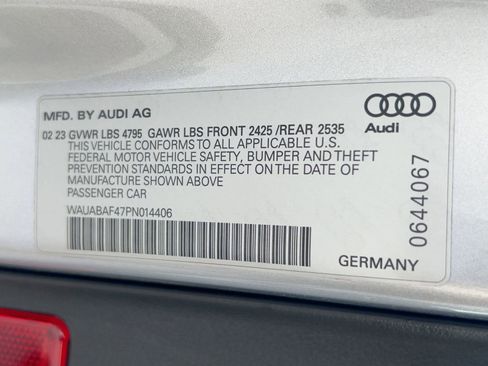 MFD. BY AUDI AG
02 23 GVWR LBS 4795 GAWR LBS FRONT 2425 /REAR 2535
THIS VEHICLE CONFORMS TO ALL APPLICABLE U.S.
FEDERAL MOTOR VEHICLE SAFETY, BUMPER AND THEFT
PREVENTION STANDARDS IN EFFECT ON THE DATE OF
MANUFACTURE SHOWN ABOVE
PASSENGER CAR
WAUABAF47PN014406
Audi
0644067
GERMANY